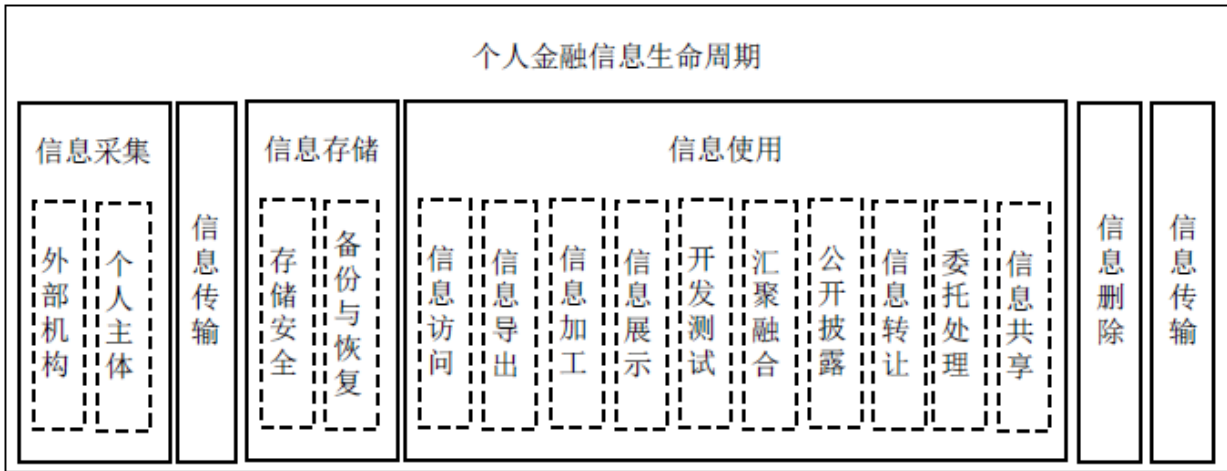 个人金融信息生命周期
信息采集
外部机构
个人主体
信息传输
信息存储
存储安全
备份与恢复
信息使用
信息访问
信息导出
信息加工
信息展示
开发测试
汇聚融合
公开披露
信息转让
委托处理
信息共享
信息删除
信息传输